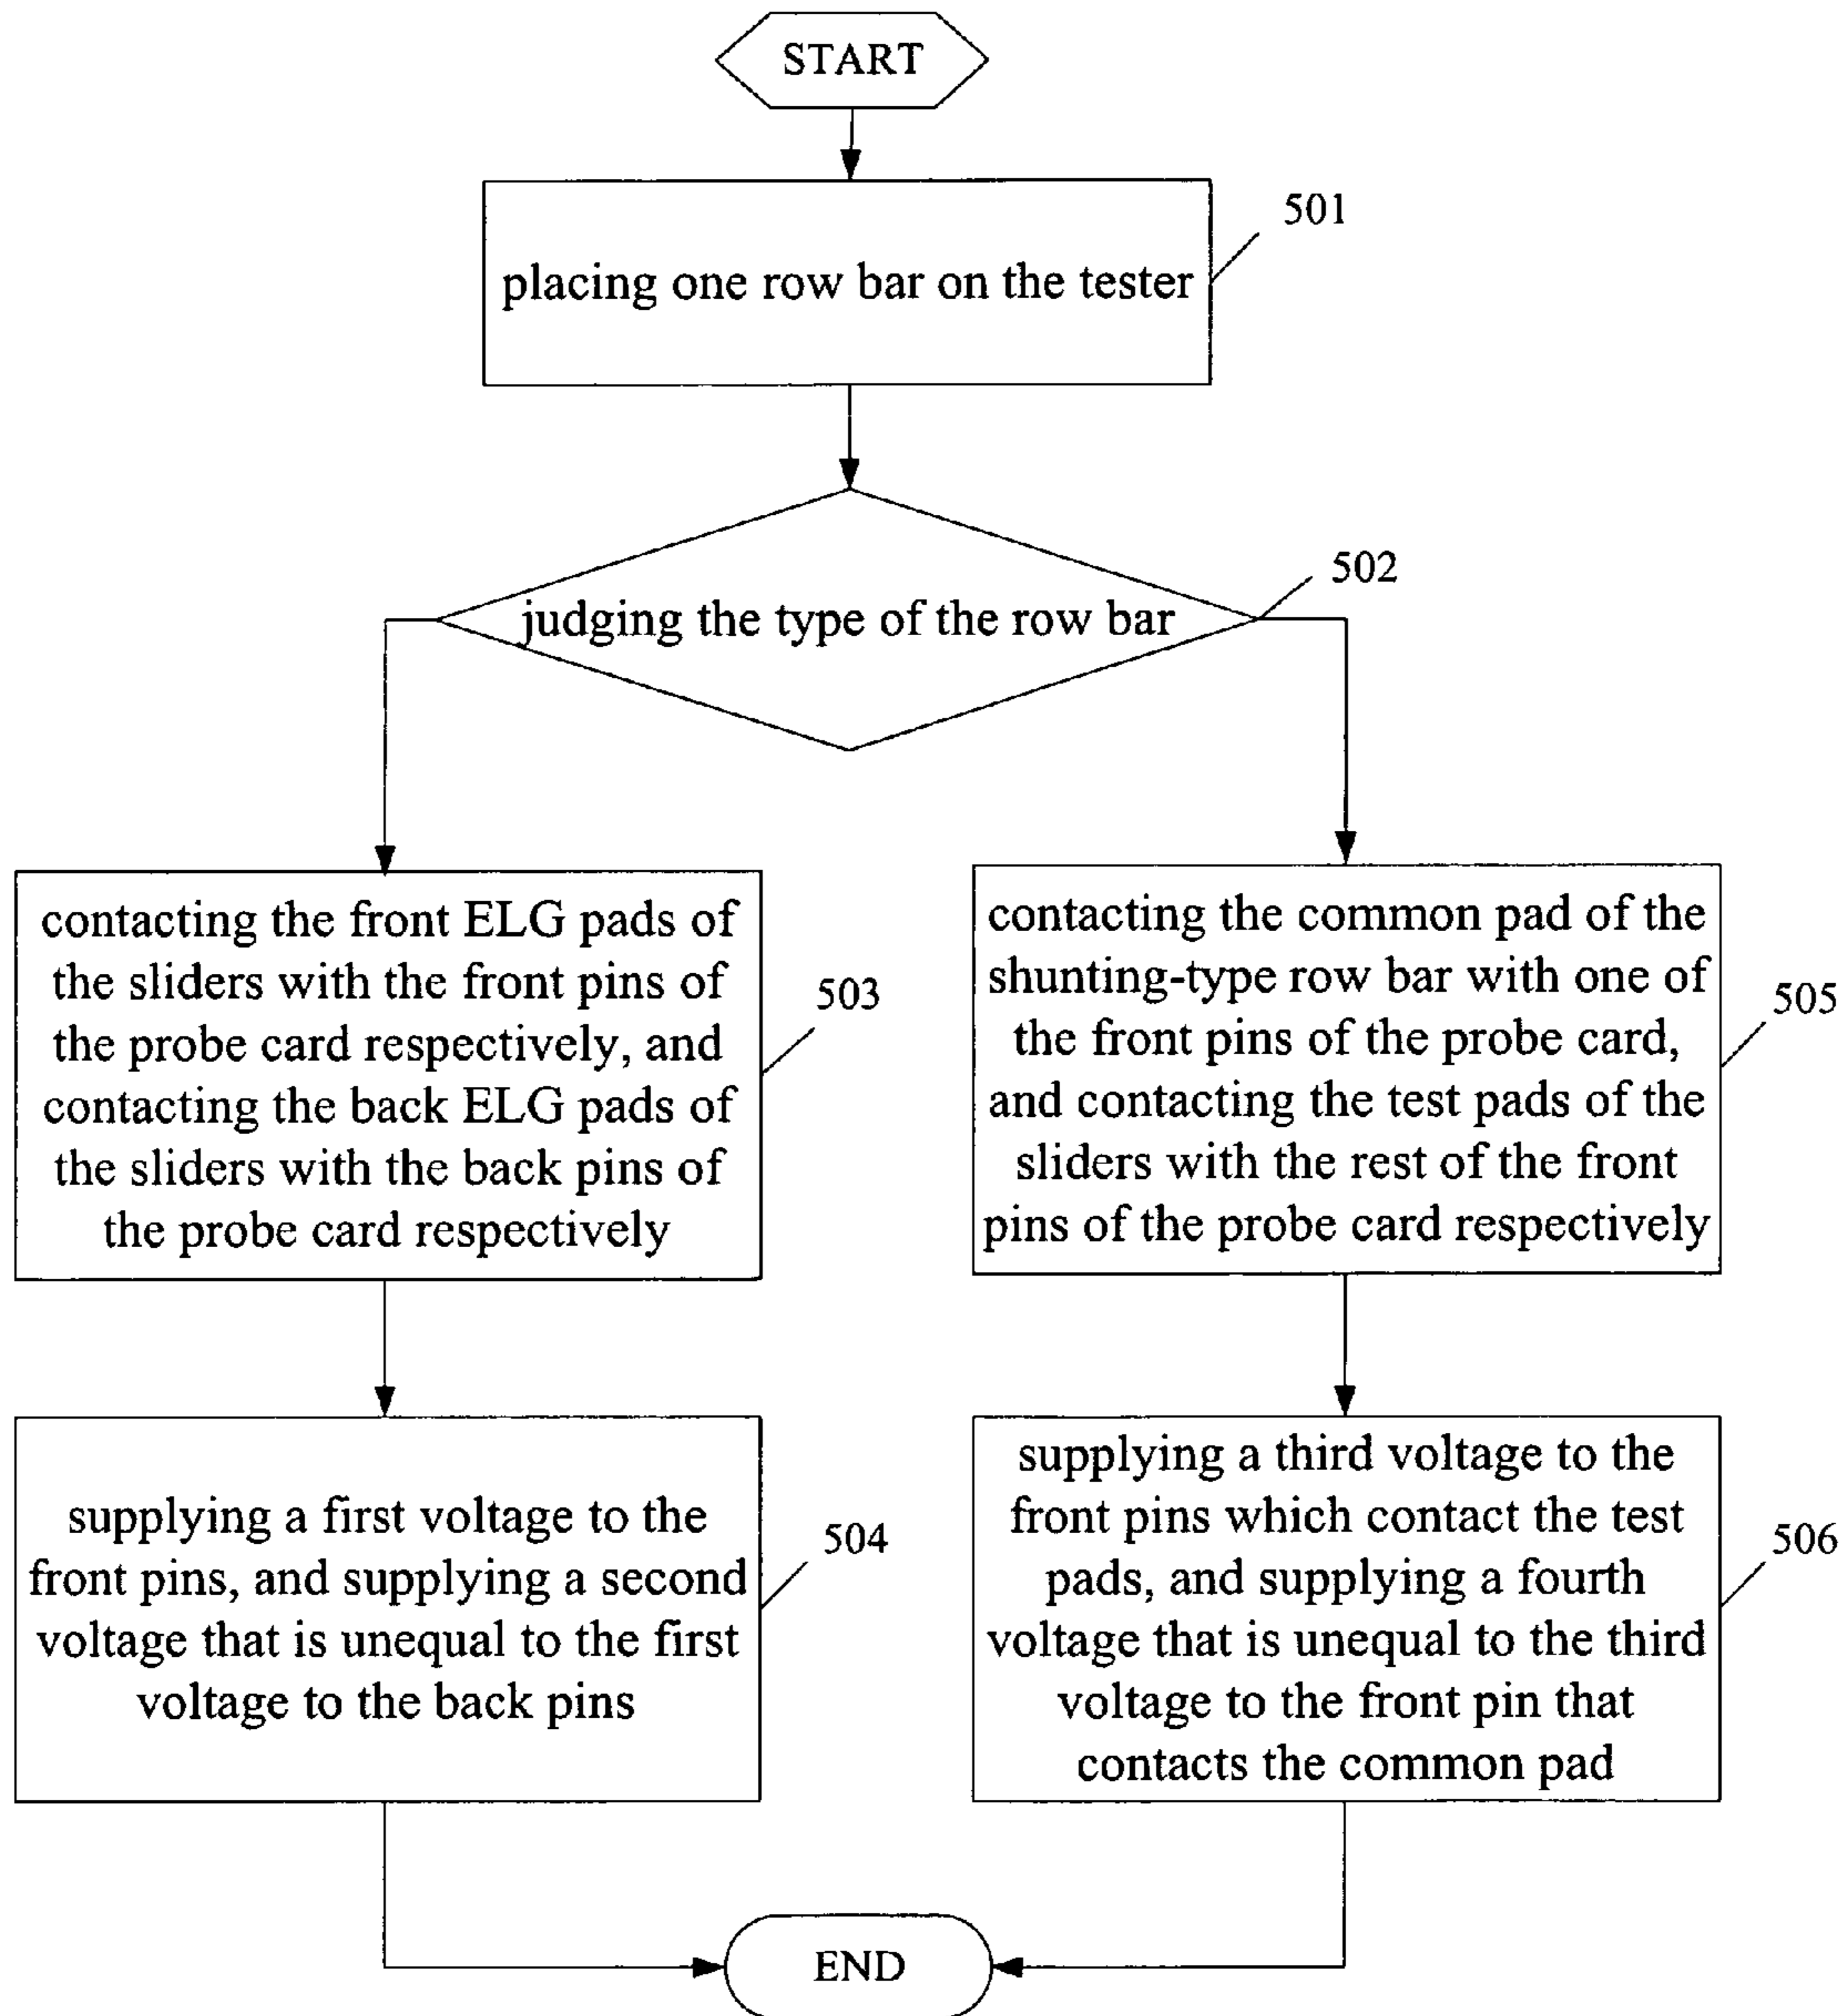 START
501
placing one row bar on the tester
502
judging the type of the row bar
contacting the front ELG pads of
the sliders with the front pins of
the probe card respectively, and
contacting the back ELG pads of
the sliders with the back pins of
the probe card respectively
503
contacting the common pad of the
shunting-type row bar with one of
the front pins of the probe card,
and contacting the test pads of the
sliders with the rest of the front
pins of the probe card respectively
505
supplying a first voltage to the
front pins, and supplying a second
voltage that is unequal to the first
voltage to the back pins
504
supplying a third voltage to the
front pins which contact the test
pads, and supplying a fourth
voltage that is unequal to the third
voltage to the front pin that
contacts the common pad
506
END